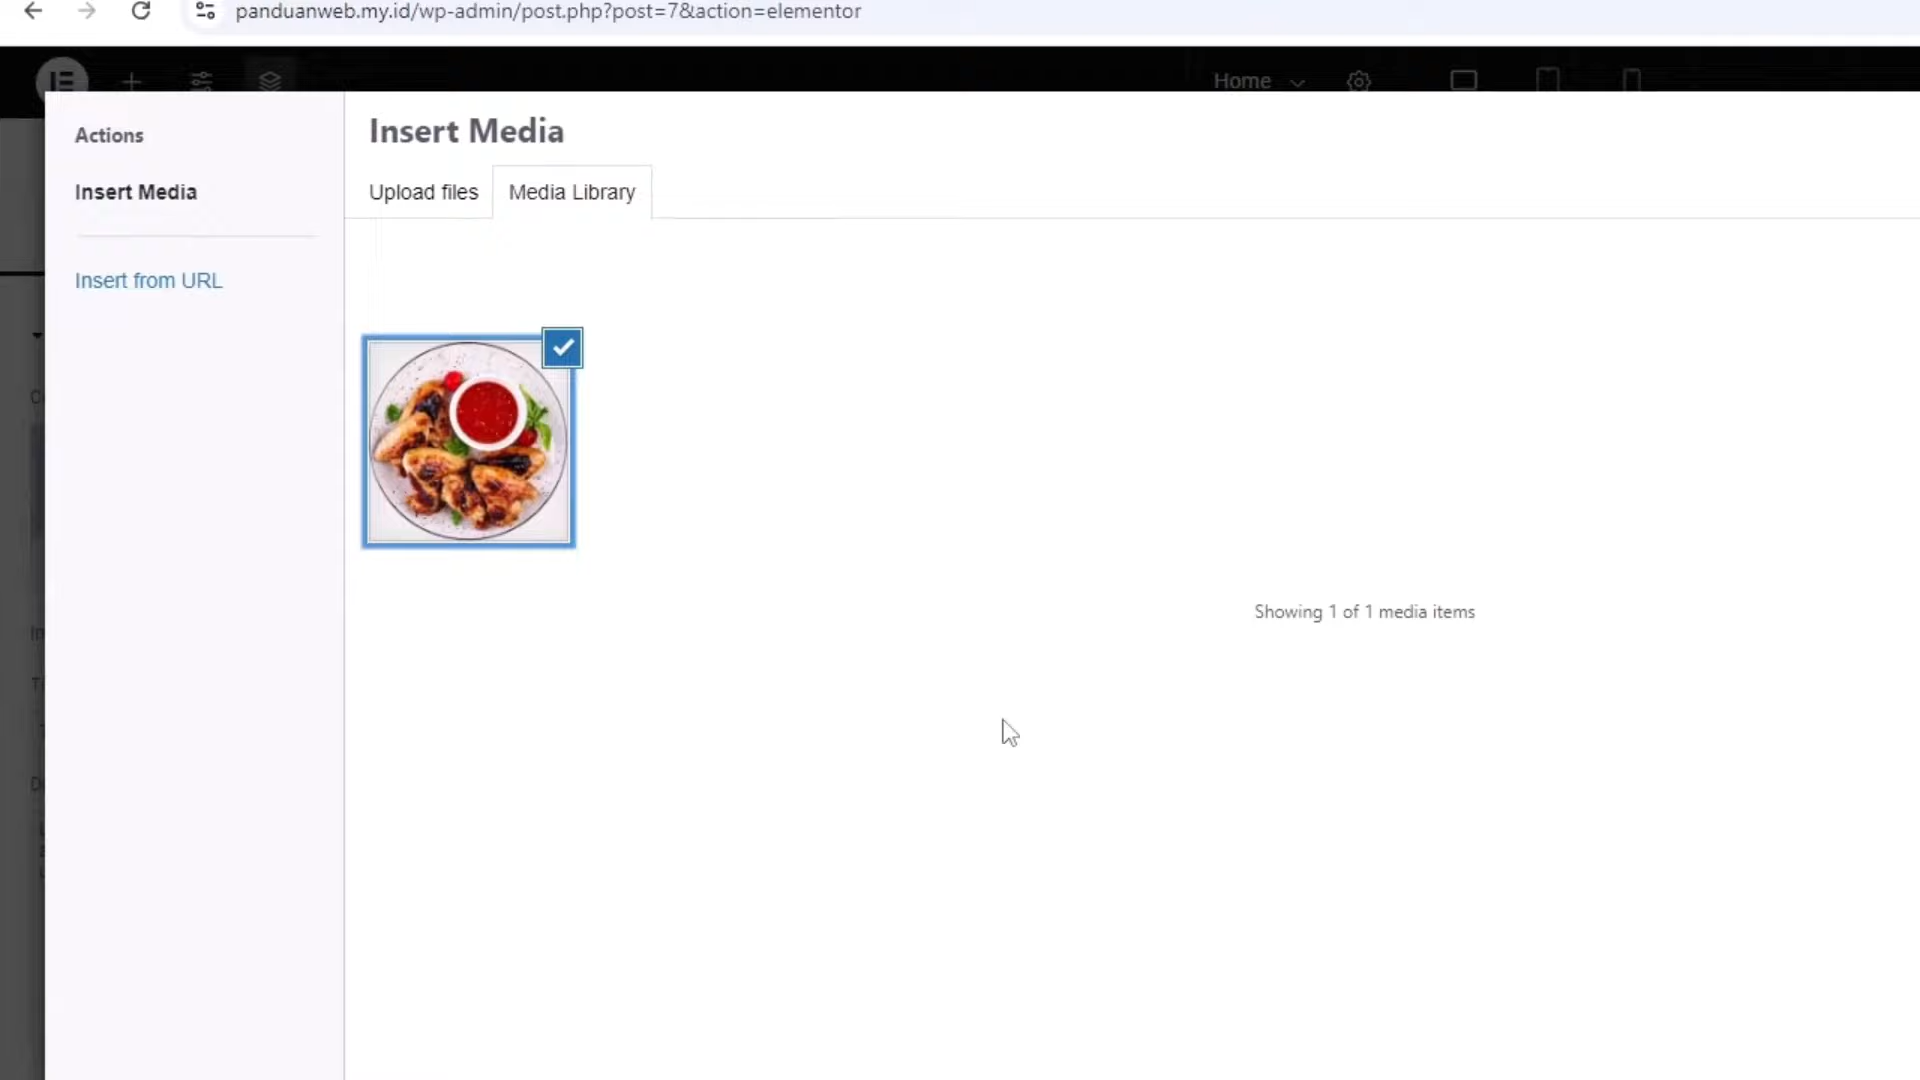 panduanweb.my.id/wp-admin/post.php?post=7&action=elementor
Home
Actions
Insert Media
Insert from URL
Insert Media
Upload files
Media Library
Showing 1 of 1 media items